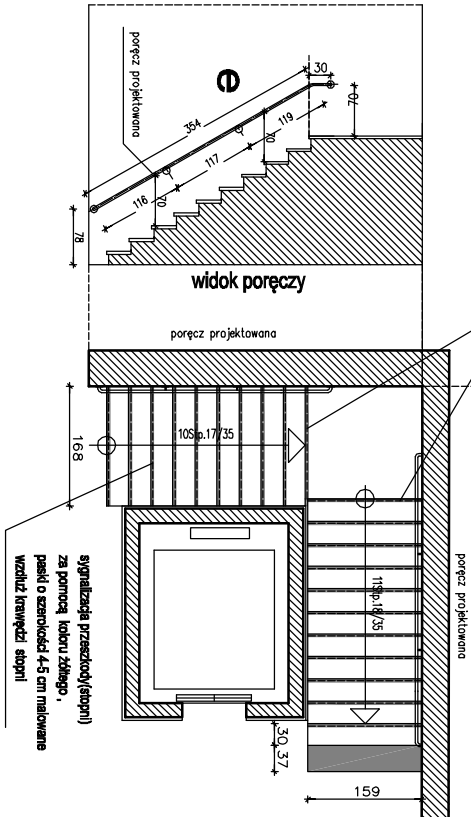 e
30
70
354
119
70
117
116
70
78
poręcz projektowana
widok poręczy
poręcz projektowana
168
10Stp.17/35
11Stp.18/35
poręcz projektowana
sygnalizacja przeszkody(stopni)
za pomocą koloru żółtego ,
paski o szerokości 4-5 cm malowane
wzdłuż krawędzi stopni
30,37
159